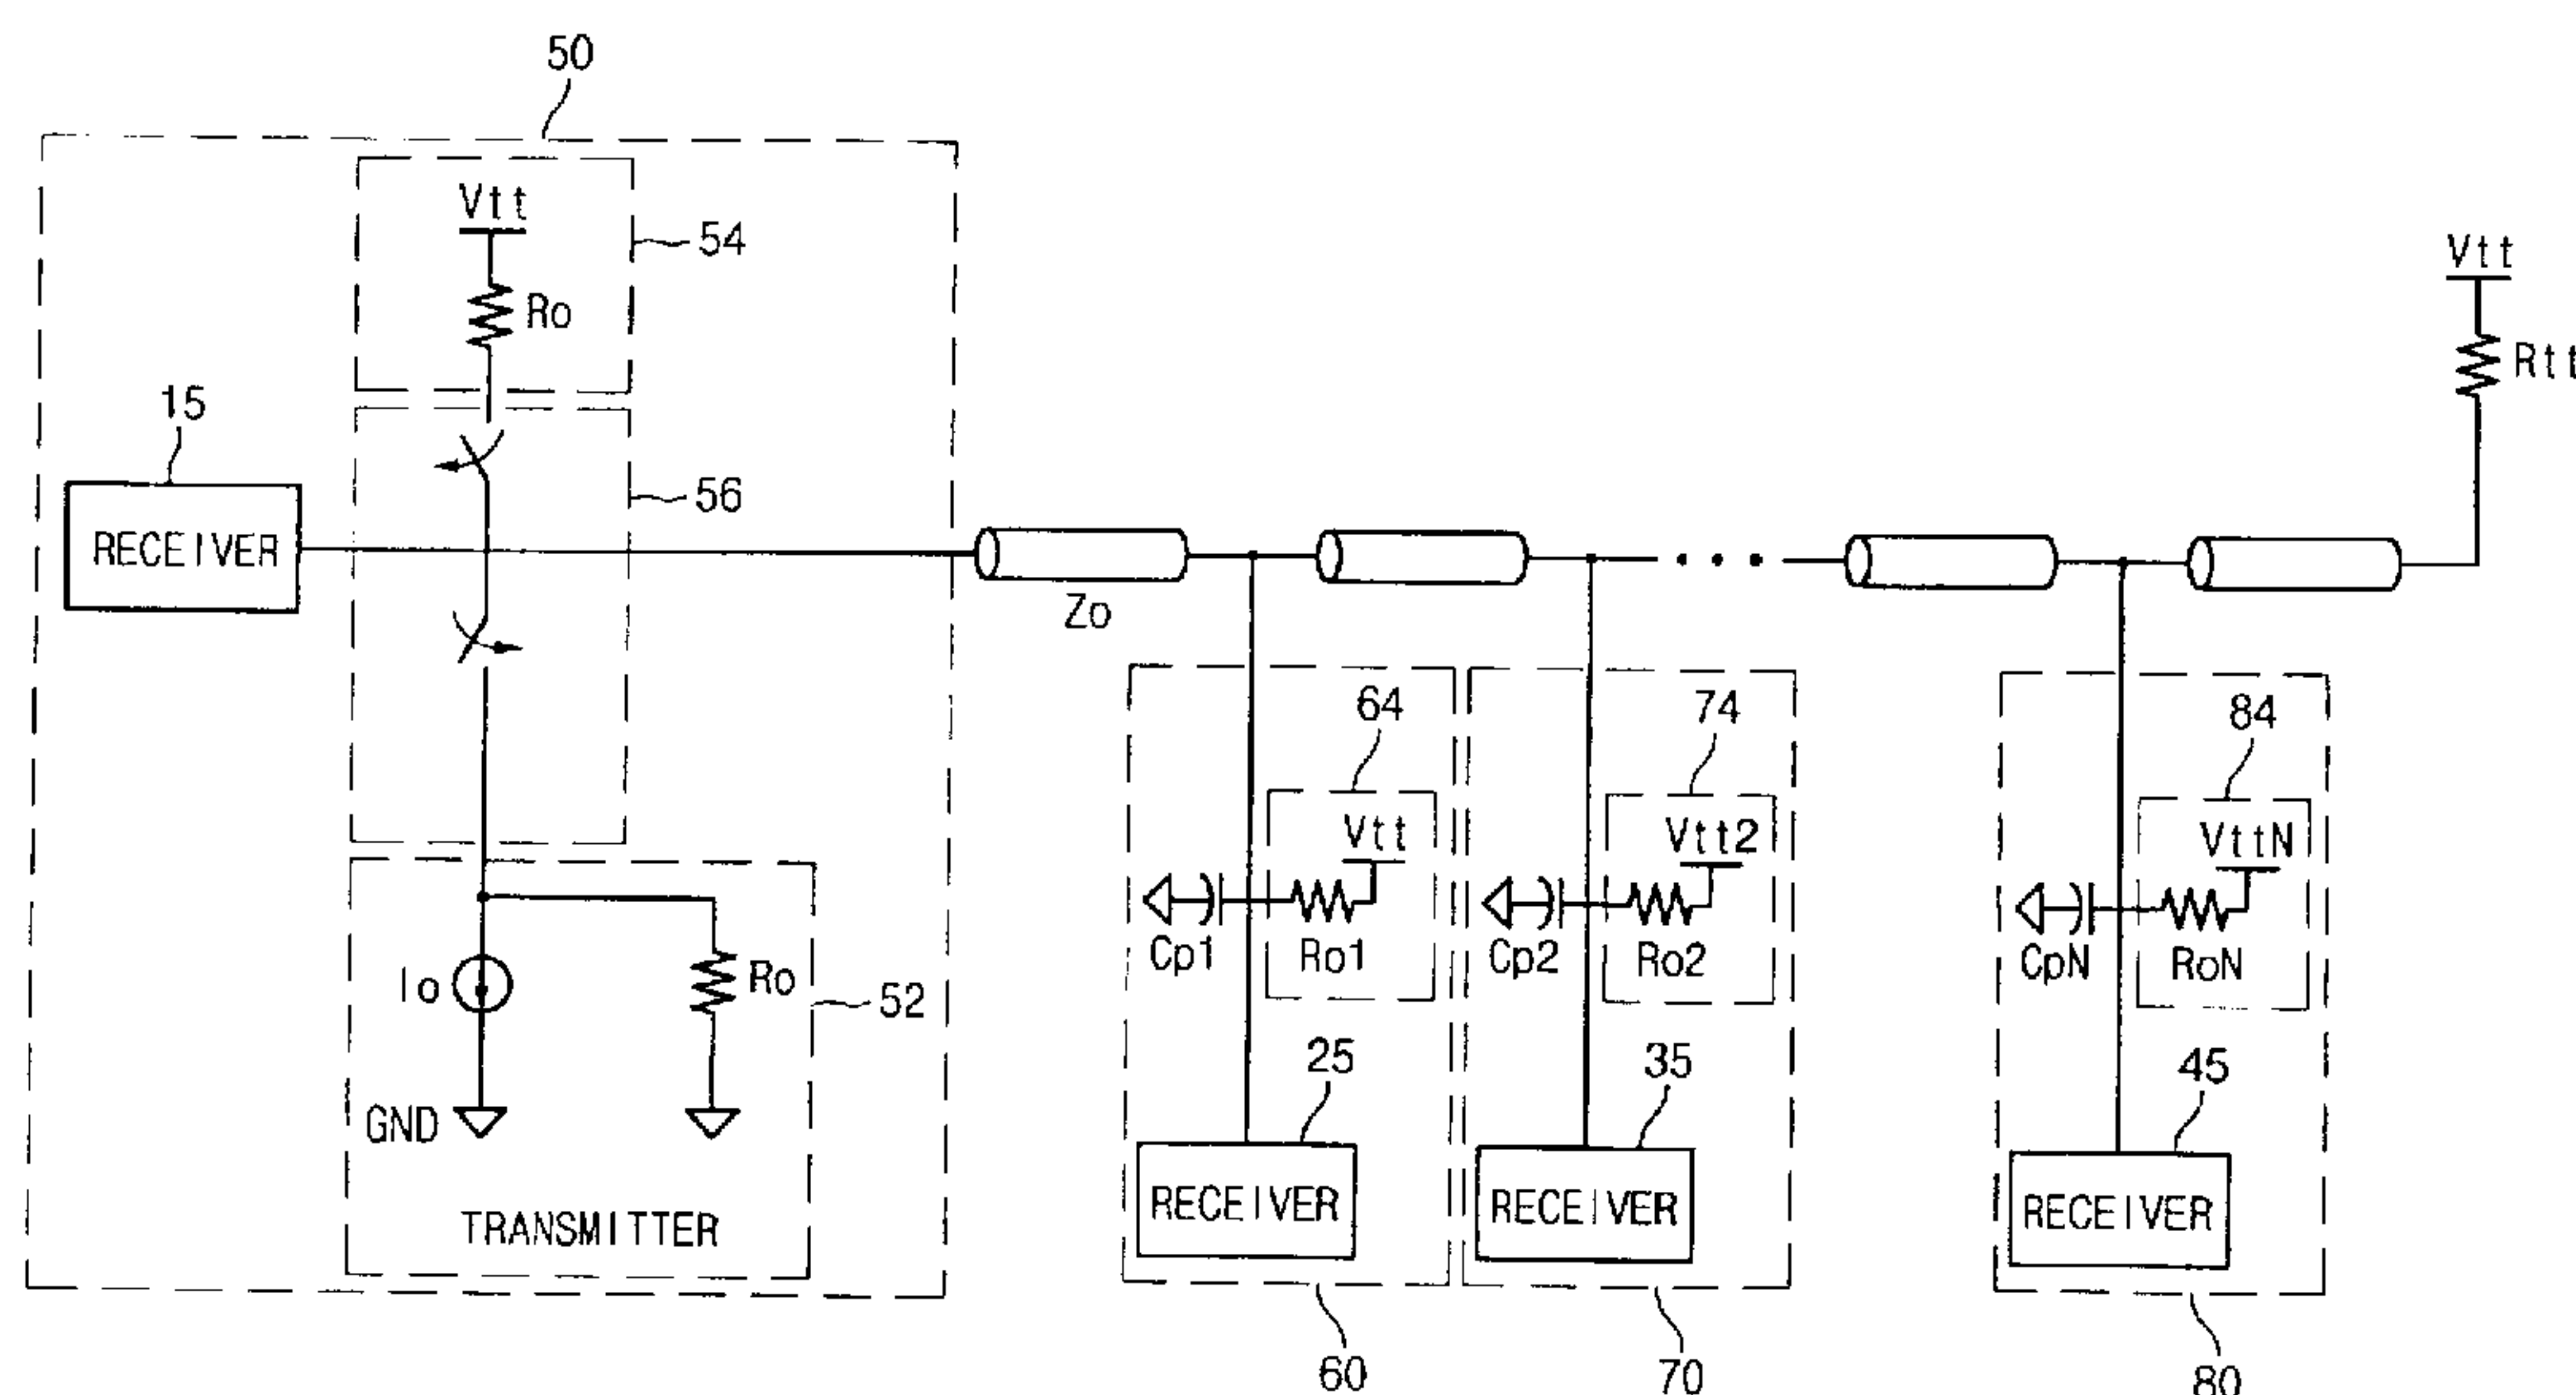 50
Vtt
54
Ro
15
56
RECEIVER
Vtt
Rtt
Zo
64
74
84
Vtt
Vtt2
VttN
Cp1
Ro1
Cp2
Ro2
CpN
RoN
Io
Ro
52
GND
25
35
45
TRANSMITTER
RECEIVER
RECEIVER
RECEIVER
60
70
80